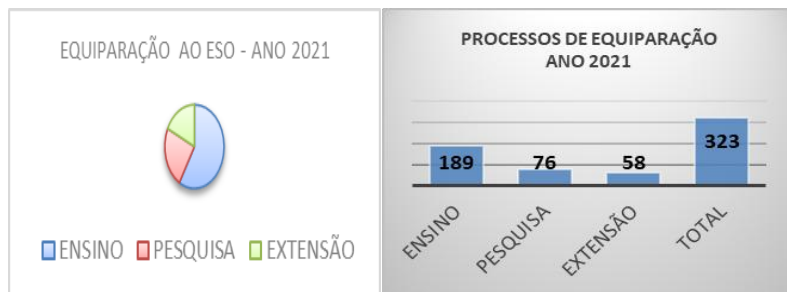 EQUIPARAÇÃO AO ESO - ANO 2021
ENSINO PESQUISA EXTENSÃO
PROCESSOS DE EQUIPARAÇÃO
ANO 2021
189 76 58 323
ENSINO PESQUISA EXTENSÃO TOTAL